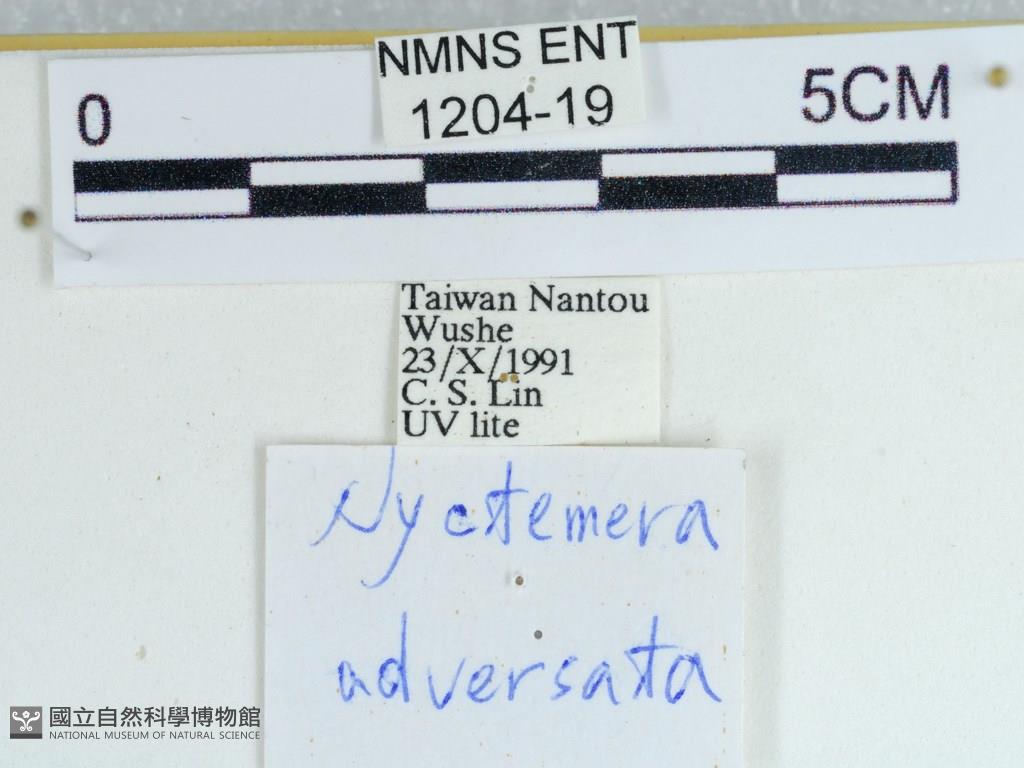 NMNS ENT
1204-19
0 5CM
Taiwan Nantou
Wushe
23/X/1991
C. S. Lin
UV lite
Nyctemera
adversata
國立自然科學博物館
NATIONAL MUSEUM OF NATURAL SCIENCE